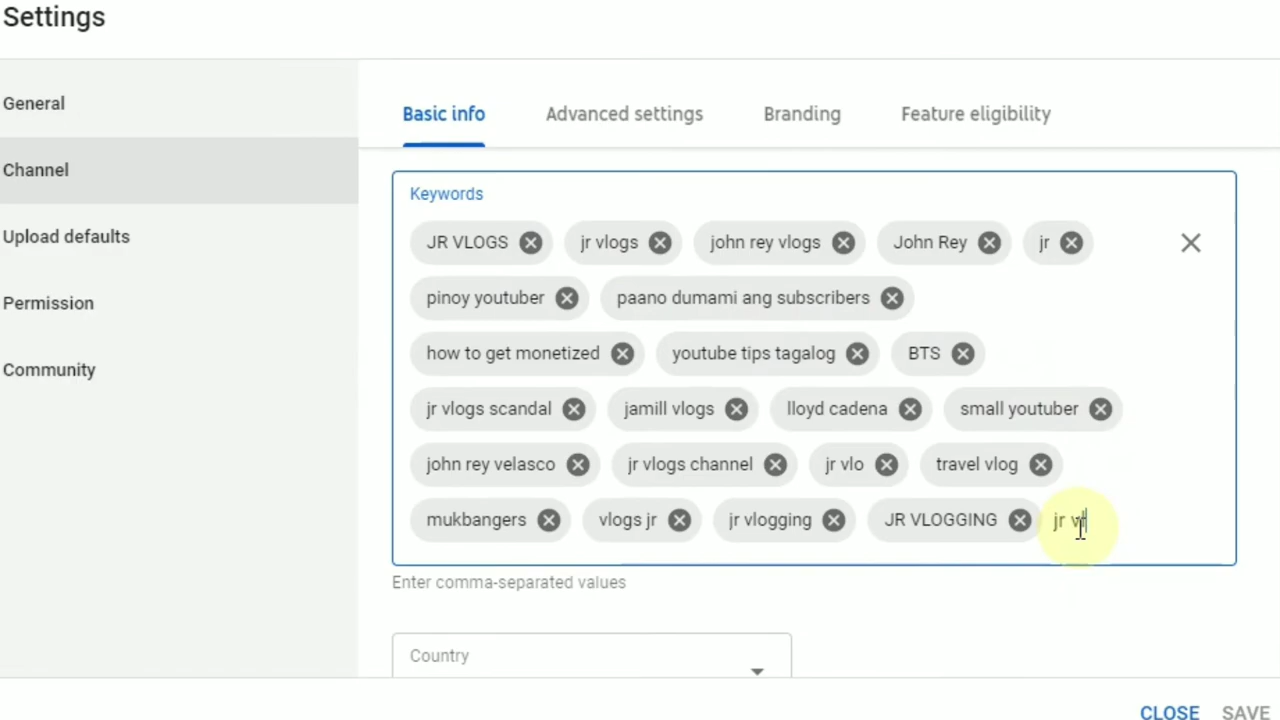 Settings
General
Channel
Upload defaults
Permission
Community
Basic info Advanced settings Branding Feature eligibility
Keywords
JR VLOGS jr vlogs john rey vlogs John Rey jr
pinoy youtuber paano dumami ang subscribers
how to get monetized youtube tips tagalog BTS
jr vlogs scandal jamill vlogs lloyd cadena small youtuber
john rey velasco jr vlogs channel jr vlo travel vlog
mukbangers vlogs jr jr vlogging JR VLOGGING jr
Enter comma-separated values
Country
CLOSE SAVE